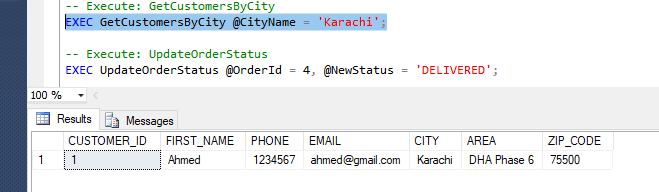 -- Execute: GetCustomersByCity
EXEC GetCustomersByCity @CityName = 'Karachi';
-- Execute: UpdateOrderStatus
EXEC UpdateOrderStatus @OrderId = 4, @NewStatus = 'DELIVERED';
100 %
Results Messages
CUSTOMER_ID FIRST_NAME PHONE EMAIL CITY AREA ZIP_CODE
1 1 Ahmed 1234567 ahmed@gmail.com Karachi DHA Phase 6 75500